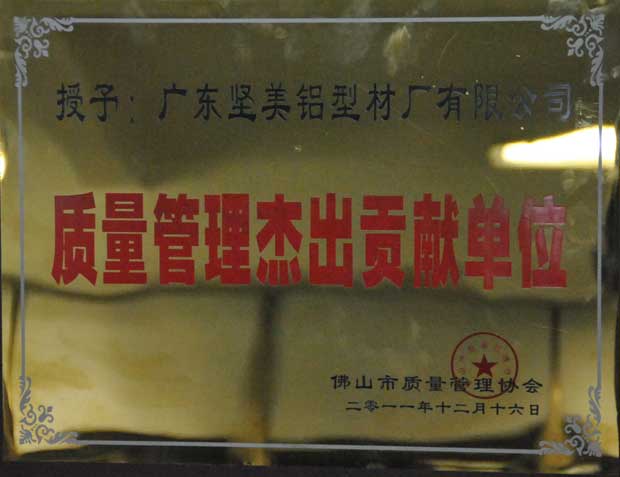 授予：广东坚美铝型材厂有限公司
质量管理杰出贡献单位
佛山市质量管理协会
二零一一年十二月十六日